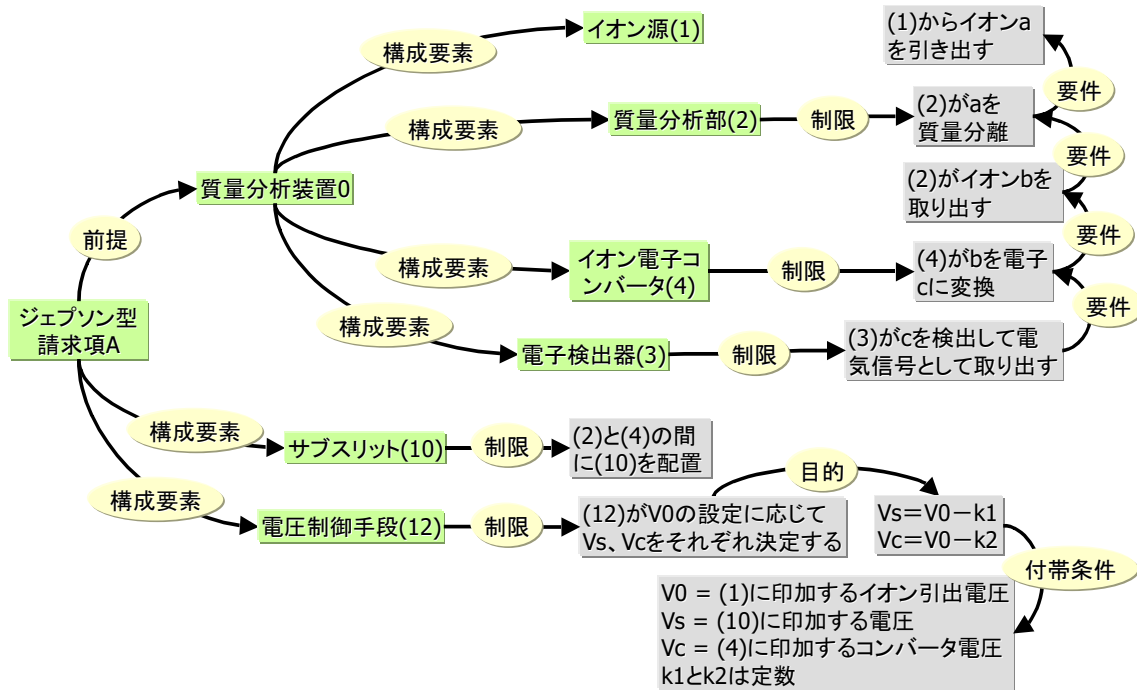 構成要素
イオン源(1)
(1)からイオンa
を引き出す
要件
構成要素
質量分析部(2)
制限
(2)がaを
質量分離
要件
(2)がイオンbを
取り出す
要件
質量分析装置0
前提
構成要素
イオン電子コ
ンバータ(4)
制限
(4)がbを電子
cに変換
要件
ジェプソン型
請求項A
構成要素
電子検出器(3)
制限
(3)がcを検出して電
気信号として取り出す
構成要素
サブスリット(10)
制限
(2)と(4)の間
に(10)を配置
構成要素
電圧制御手段(12)
制限
(12)がV0の設定に応じて
Vs、Vcをそれぞれ決定する
目的
Vs=V0-k1
Vc=V0-k2
付帯条件
V0 = (1)に印加するイオン引出電圧
Vs = (10)に印加する電圧
Vc = (4)に印加するコンバータ電圧
k1とk2は定数